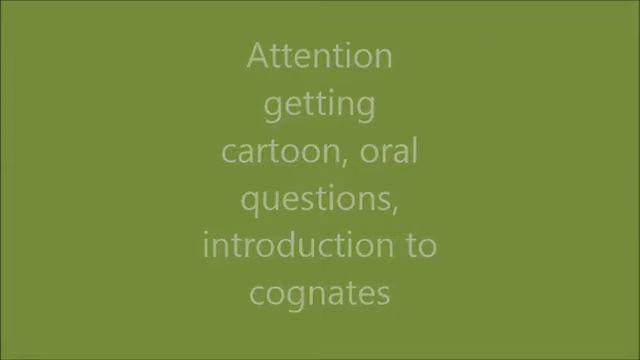 Attention
getting
cartoon, oral
questions,
introduction to
cognates